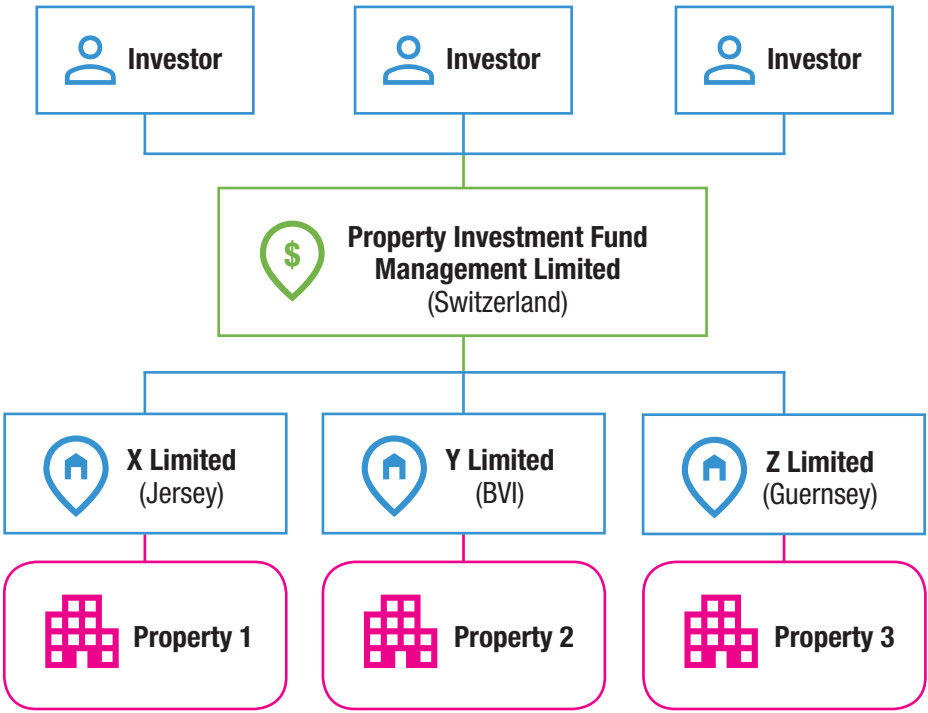 Investor
Investor
Investor
$
Property Investment Fund
Management Limited
(Switzerland)
X Limited
(Jersey)
Y Limited
(BVI)
Z Limited
(Guernsey)
Property 1
Property 2
Property 3